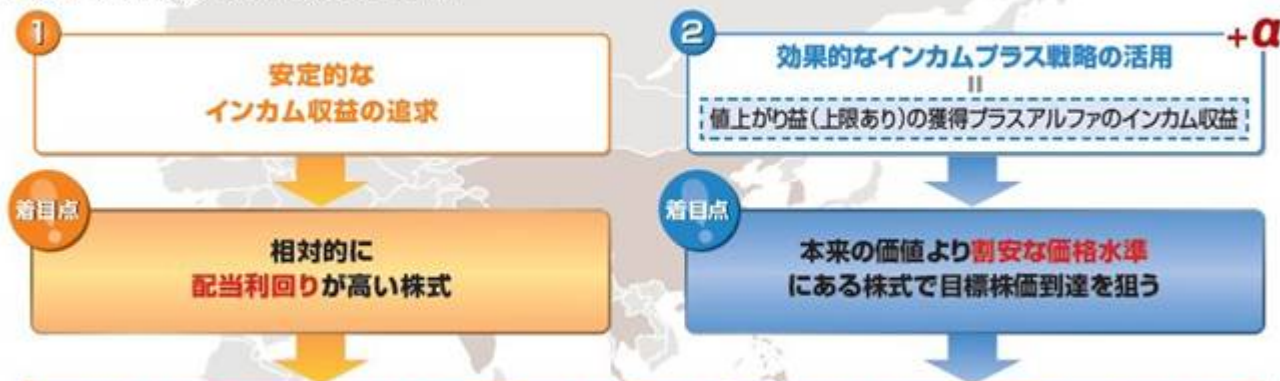 1
安定的な
インカム収益の追求
着目点
相対的に
配当利回りが高い株式
2
+α
効果的なインカムプラス戦略の活用
=
値上がり益(上限あり)の獲得プラスアルファのインカム収益
着目点
本来の価値より割安な価格水準
にある株式で目標株価到達を狙う